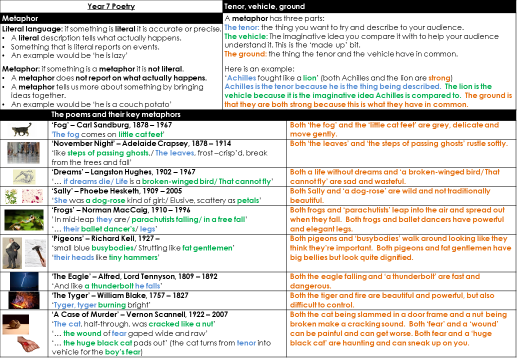 Year 7 Poetry
Metaphor
Literal language: if something is literal it is accurate or precise.
• A literal description tells what actually happens.
• Something that is literal reports on events.
• An example would be 'he is lazy'
Metaphor: if something is a metaphor it is not literal.
• A metaphor does not report on what actually happens.
• A metaphor tells us more about something by bringing
ideas together.
• An example would be 'he is a couch potato'
Tenor, vehicle, ground
A metaphor has three parts:
The tenor: the thing you want to try and describe to your audience.
The vehicle: The imaginative idea you compare it with to help your audience
understand it. This is the 'made up' bit.
The ground: the thing the tenor and the vehicle have in common.
Here is an example:
'Achilles fought like a lion' (both Achilles and the lion are strong)
Achilles is the tenor because he is the thing being described. The lion is the
vehicle because it is the imaginative idea Achilles is compared to. The ground is
that they are both strong because this is what they have in common.
The poems and their key metaphors
'Fog' – Carl Sandburg, 1878 – 1967
'The fog comes on little cat feet'
Both 'the fog' and the 'little cat feet' are grey, delicate and
move gently.
'November Night' – Adelaide Crapsey, 1878 – 1914
'like steps of passing ghosts,/ The leaves, frost –crisp'd, break
from the trees and fall'
Both 'the leaves' and 'the steps of passing ghosts' rustle softly.
'Dreams' – Langston Hughes, 1902 – 1967
'… if dreams die/ Life is a broken-winged bird/ That cannot fly'
Both a life without dreams and 'a broken-winged bird/ That
cannot fly' are sad and wasteful.
'Sally' – Phoebe Hesketh, 1909 – 2005
'She was a dog-rose kind of girl:/ Elusive, scattery as petals'
Both Sally and 'a dog-rose' are wild and not traditionally
beautiful.
'Frogs' – Norman MacCaig, 1910 – 1996
'In mid-leap they are/ parachutists falling/ in a free fall'
'… their ballet dancer's/ legs'
Both frogs and 'parachutists' leap into the air and spread out
when they fall. Both frogs and ballet dancers have powerful
and elegant legs.
'Pigeons' – Richard Kell, 1927 –
'small blue busybodies/ Strutting like fat gentlemen'
'their heads like tiny hammers'
Both pigeons and 'busybodies' walk around looking like they
think they're important. Both pigeons and fat gentlemen have
big bellies but look quite dignified.
'The Eagle' – Alfred, Lord Tennyson, 1809 – 1892
'And like a thunderbolt he falls'
Both the eagle falling and 'a thunderbolt' are fast and
dangerous.
'The Tyger' – William Blake, 1757 – 1827
'Tyger, tyger burning bright'
Both the tiger and fire are beautiful and powerful, but also
difficult to control.
'A Case of Murder' – Vernon Scannell, 1922 – 2007
'The cat, half-through, was cracked like a nut'
'… the wound of fear gaped wide and raw'
'… the huge black cat pads out' (the cat turns from tenor into
vehicle for the boy's fear)
Both the cat being slammed in a door frame and a nut being
broken make a cracking sound. Both 'fear' and a 'wound'
can be painful and can get worse. Both fear and a 'huge
black cat' are haunting and can sneak up on you.